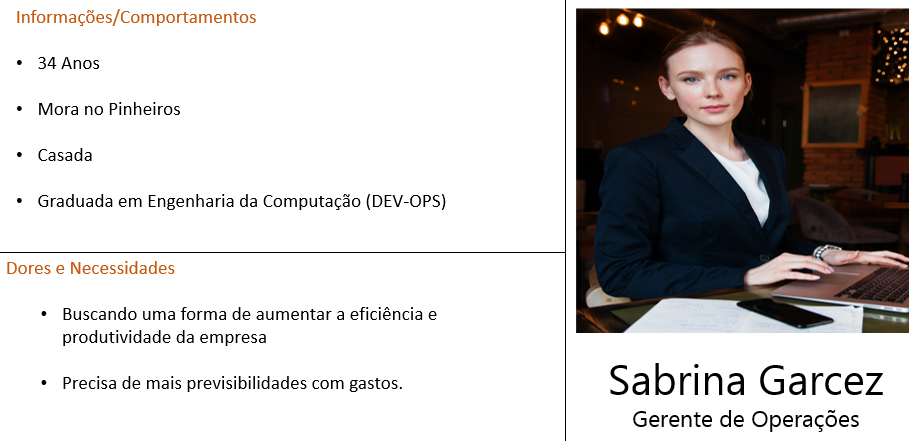 Informações/Comportamentos
• 34 Anos
• Mora no Pinheiros
• Casada
• Graduada em Engenharia da Computação (DEV-OPS)
Dores e Necessidades
• Buscando uma forma de aumentar a eficiência e
produtividade da empresa
• Precisa de mais previsibilidades com gastos.
Sabrina Garcez
Gerente de Operações